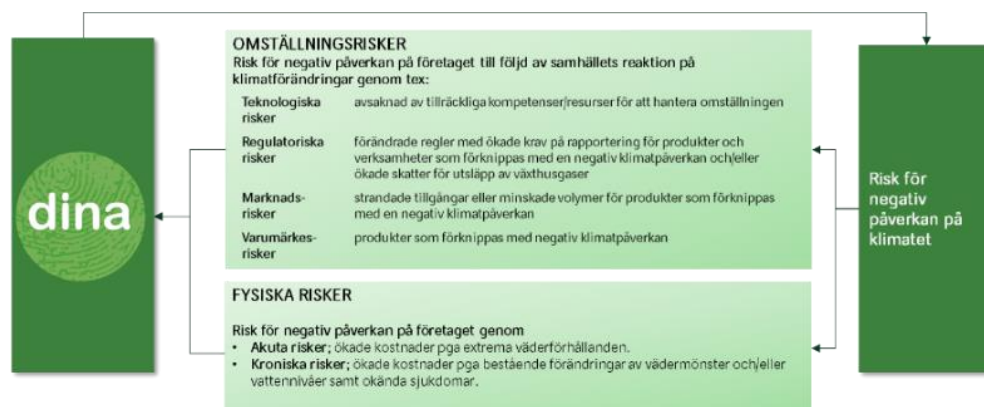 dina
OMSTÄLLNINGSRISKER
Risk för negativ påverkan på företaget till följd av samhällets reaktion på
klimatförändringar genom tex:
Teknologiska
risker
avsaknad av tillräckliga kompetenser/resurser för att hantera omställningen
Regulatoriska
risker
förändrade regler med ökade krav på rapportering för produkter och
verksamheter som förknippas med en negativ klimatpåverkan och/eller
ökade skatter för utsläpp av växthusgaser
Marknads-
risker
strandade tillgångar eller minskade volymer för produkter som förknippas
med en negativ klimatpåverkan
Varumärkes-
risker
produkter som förknippas med negativ klimatpåverkan
FYSISKA RISKER
Risk för negativ påverkan på företaget genom
• Akuta risker; ökade kostnader pga extrema väderförhållanden.
• Kroniska risker; ökade kostnader pga bestående förändringar av vädermönster och/eller
vattennivåer samt okända sjukdomar.
Risk för
negativ
påverkan på
klimatet